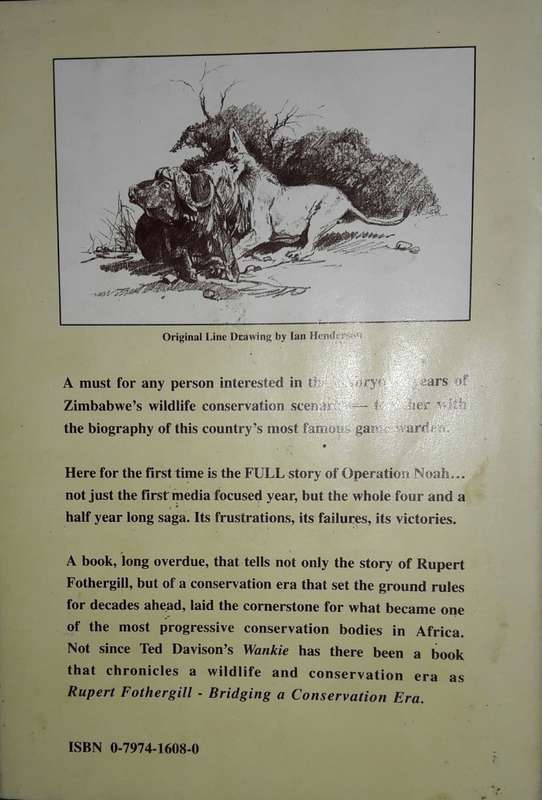 Original Line Drawing by Ian Henderson
A must for any person interested in years of
Zimbabwe's wildlife conservation scenario — together with
the biography of this country's most famous game warden.
Here for the first time is the FULL story of Operation Noah...
not just the first media focused year, but the whole four and a
half year long saga. Its frustrations, its failures, its victories.
A book, long overdue, that tells not only the story of Rupert
Fothergill, but of a conservation era that set the ground rules
for decades ahead, laid the cornerstone for what became one
of the most progressive conservation bodies in Africa.
Not since Ted Davison's Wankie has there been a book
that chronicles a wildlife and conservation era as
Rupert Fothergill - Bridging a Conservation Era.
ISBN 0-7974-1608-0